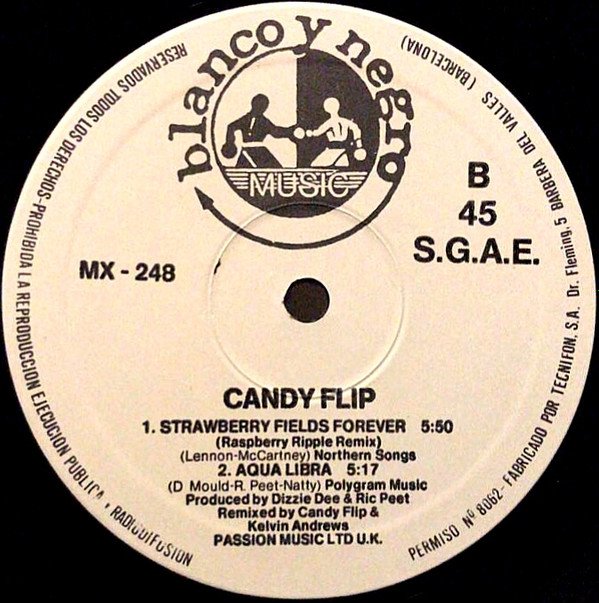 blanco y negro
MUSIC
B
45
S.G.A.E.
MX - 248
CANDY FLIP
1. STRAWBERRY FIELDS FOREVER 5:50
(Raspberry Ripple Remix)
(Lennon-McCartney) Northern Songs
2. AQUA LIBRA 5:17
(D Mould-R. Peet-Natty) Polygram Music
Produced by Dizzie Dee & Ric Peet
Remixed by Candy Flip &
Kelvin Andrews
PASSION MUSIC LTD U.K.
RESERVADOS TODOS LOS DERECHOS-PROHIBIDA LA REPRODUCCION EJECUCION PUBLICA Y RADIODIFUSION
PERMISO Nº 8062- FABRICADO POR TECNIFON, S.A. Dr. Fleming, 5 BARBERA DEL VALLES (BARCELONA)